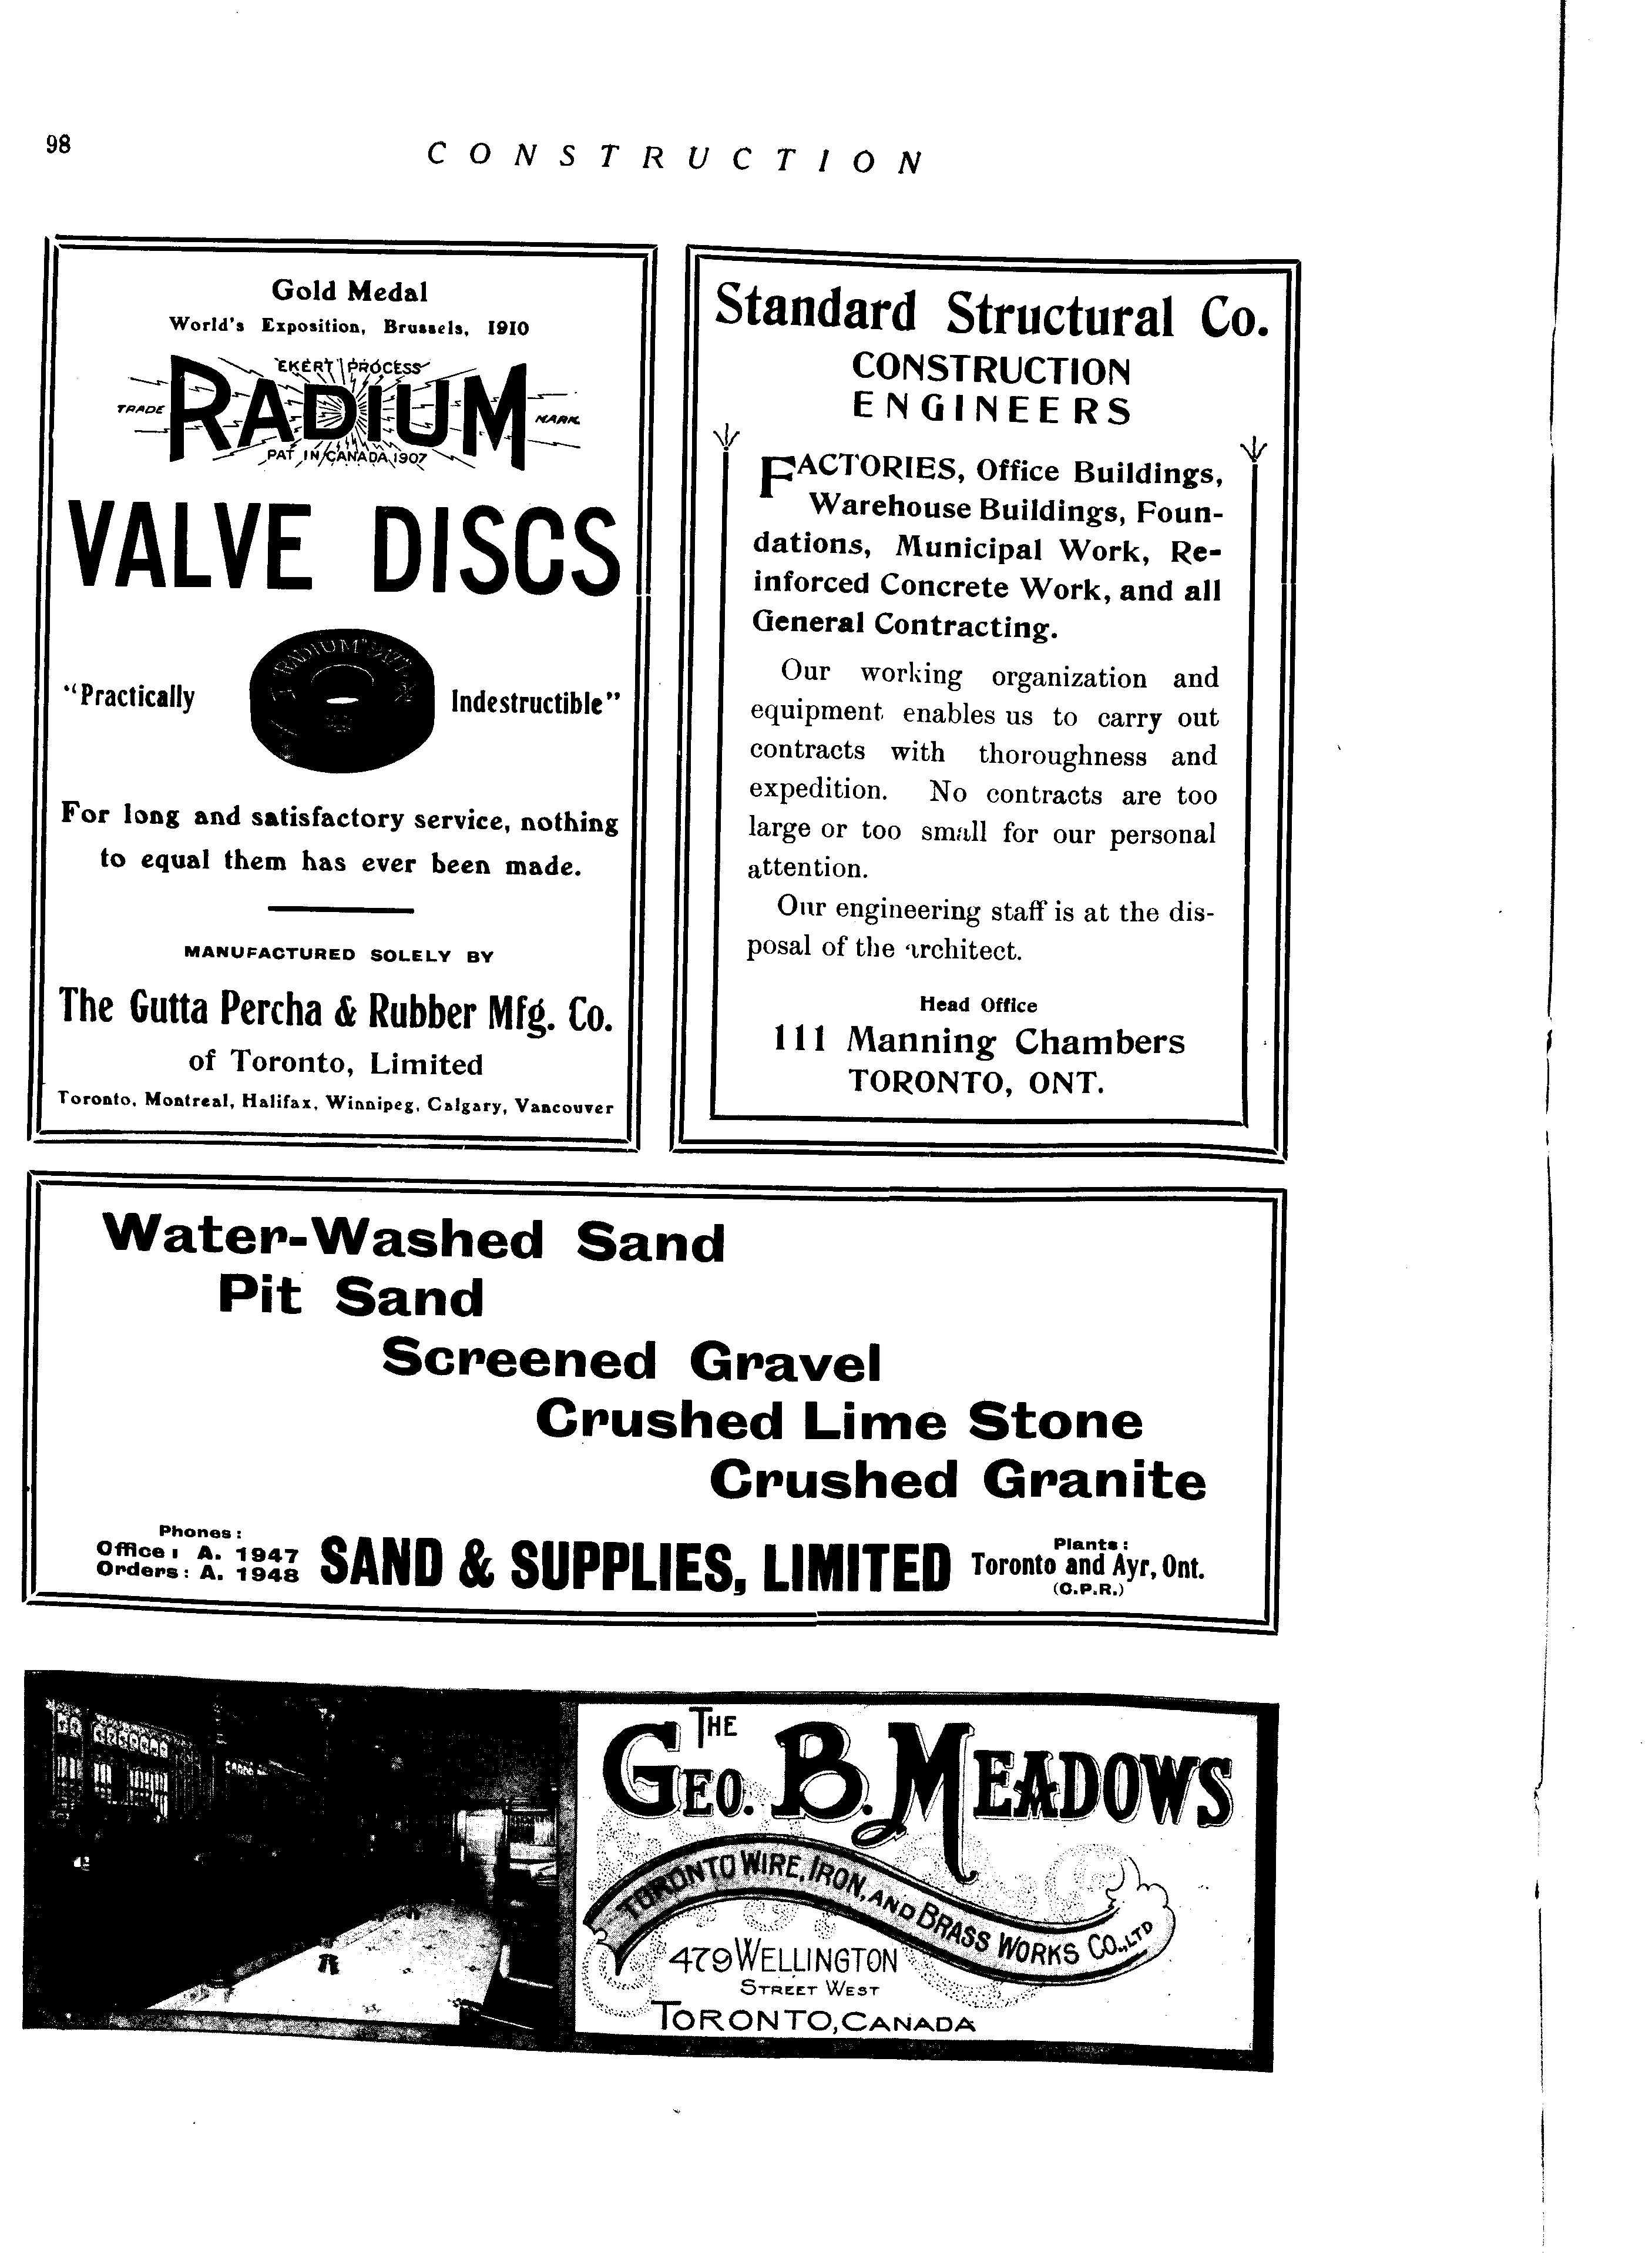 98
CONSTRUCTION
Gold Medal
World's Exposition, Brussels, 1910
EKERT PROCESS
TRADE RADIUM MARK
PAT. IN CANADA, 1907
VALVE DISCS
RADIUM
"Practically Indestructible"
For long and satisfactory service, nothing
to equal them has ever been made.
MANUFACTURED SOLELY BY
The Gutta Percha & Rubber Mfg. Co.
of Toronto, Limited
Toronto, Montreal, Halifax, Winnipeg, Calgary, Vancouver
Standard Structural Co.
CONSTRUCTION
ENGINEERS
FACTORIES, Office Buildings,
Warehouse Buildings, Foun-
dations, Municipal Work, Re-
inforced Concrete Work, and all
General Contracting.
Our working organization and
equipment enables us to carry out
contracts with thoroughness and
expedition. No contracts are too
large or too small for our personal
attention.
Our engineering staff is at the dis-
posal of the architect.
Head Office
111 Manning Chambers
TORONTO, ONT.
Water-Washed Sand
Pit Sand
Screened Gravel
Crushed Lime Stone
Crushed Granite
Phones:
Office: A. 1947
Orders: A. 1948
SAND & SUPPLIES, LIMITED
Plants:
Toronto and Ayr, Ont.
(C.P.R.)
THE
GEO. B. MEADOWS
TORONTO WIRE, IRON, AND BRASS WORKS CO., LTD
479 WELLINGTON
STREET WEST
TORONTO, CANADA